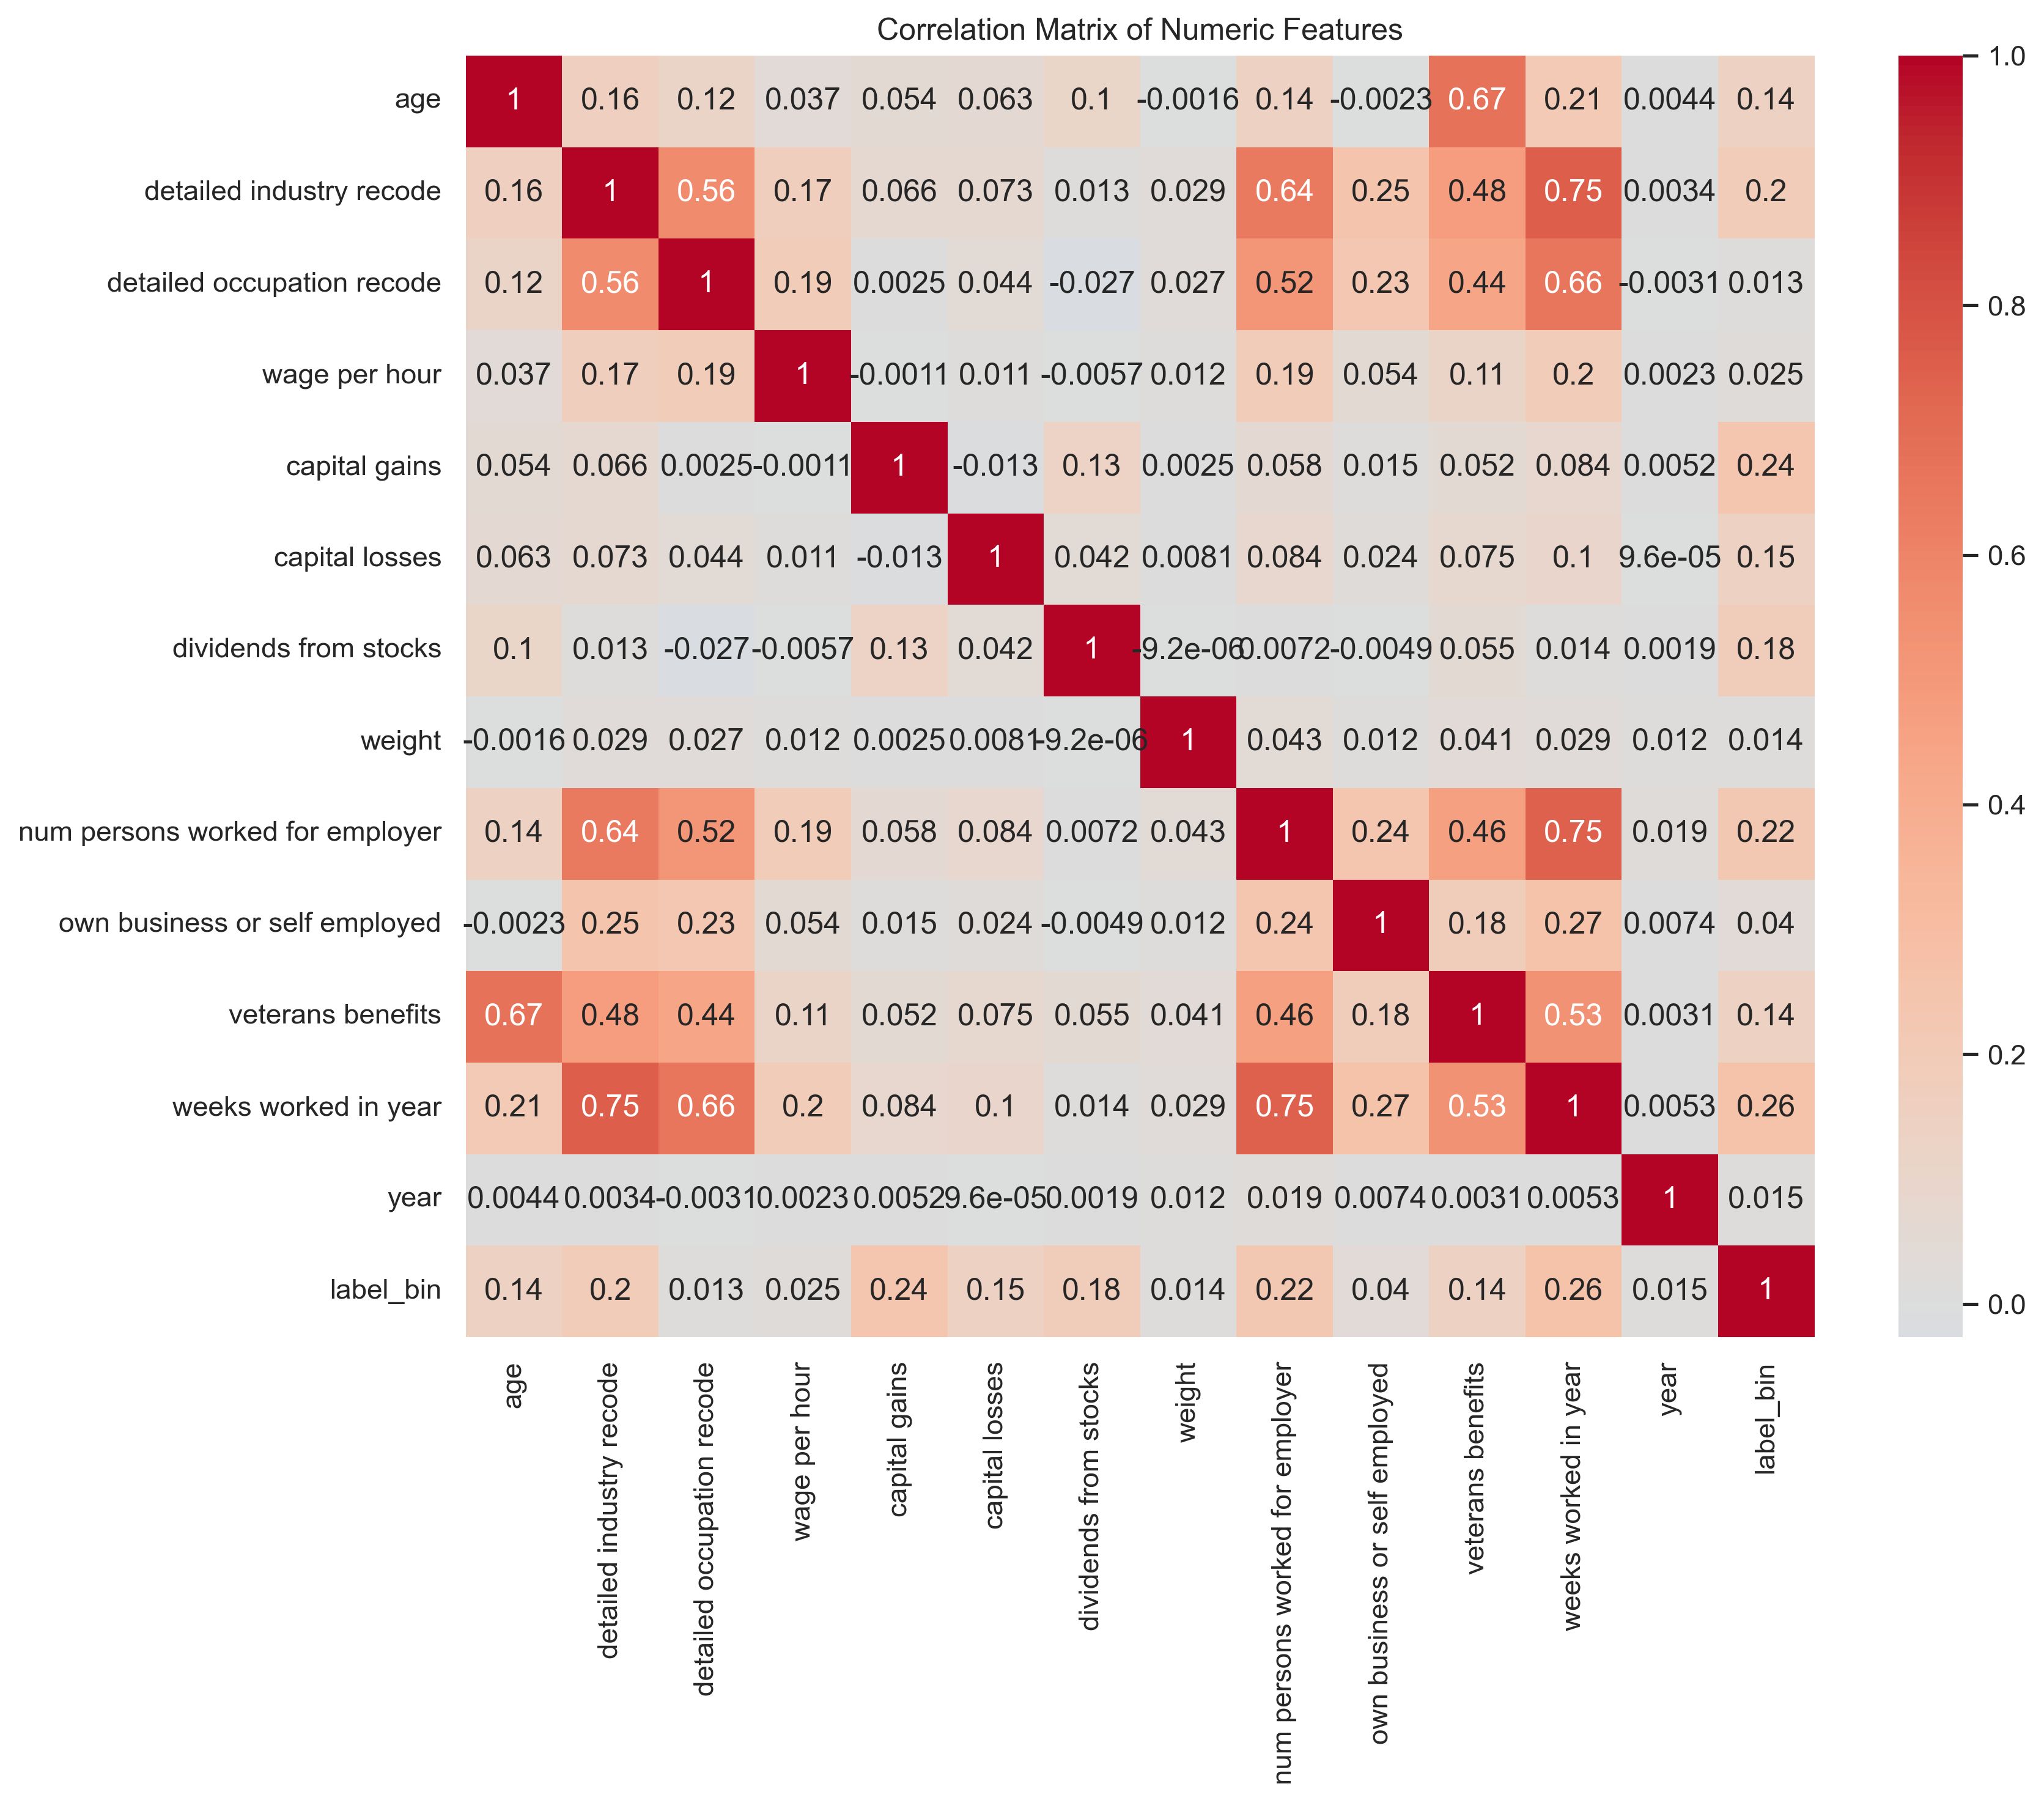 Correlation Matrix of Numeric Features
age 1 0.16 0.12 0.037 0.054 0.063 0.1 -0.0016 0.14 -0.0023 0.67 0.21 0.0044 0.14
detailed industry recode 0.16 1 0.56 0.17 0.066 0.073 0.013 0.029 0.64 0.25 0.48 0.75 0.0034 0.2
detailed occupation recode 0.12 0.56 1 0.19 0.0025 0.044 -0.027 0.027 0.52 0.23 0.44 0.66 -0.0031 0.013
wage per hour 0.037 0.17 0.19 1 -0.0011 0.011 -0.0057 0.012 0.19 0.054 0.11 0.2 0.0023 0.025
capital gains 0.054 0.066 0.0025 -0.0011 1 -0.013 0.13 0.0025 0.058 0.015 0.052 0.084 0.0052 0.24
capital losses 0.063 0.073 0.044 0.011 -0.013 1 0.042 0.0081 0.084 0.024 0.075 0.1 9.6e-05 0.15
dividends from stocks 0.1 0.013 -0.027 -0.0057 0.13 0.042 1 -9.2e-06 0.0072 -0.0049 0.055 0.014 0.0019 0.18
weight -0.0016 0.029 0.027 0.012 0.0025 0.0081 -9.2e-06 1 0.043 0.012 0.041 0.029 0.012 0.014
num persons worked for employer 0.14 0.64 0.52 0.19 0.058 0.084 0.0072 0.043 1 0.24 0.46 0.75 0.019 0.22
own business or self employed -0.0023 0.25 0.23 0.054 0.015 0.024 -0.0049 0.012 0.24 1 0.18 0.27 0.0074 0.04
veterans benefits 0.67 0.48 0.44 0.11 0.052 0.075 0.055 0.041 0.46 0.18 1 0.53 0.0031 0.14
weeks worked in year 0.21 0.75 0.66 0.2 0.084 0.1 0.014 0.029 0.75 0.27 0.53 1 0.0053 0.26
year 0.0044 0.0034 -0.0031 0.0023 0.0052 9.6e-05 0.0019 0.012 0.019 0.0074 0.0031 0.0053 1 0.015
label_bin 0.14 0.2 0.013 0.025 0.24 0.15 0.18 0.014 0.22 0.04 0.14 0.26 0.015 1
age
detailed industry recode
detailed occupation recode
wage per hour
capital gains
capital losses
dividends from stocks
weight
num persons worked for employer
own business or self employed
veterans benefits
weeks worked in year
year
label_bin
1.0
0.8
0.6
0.4
0.2
0.0